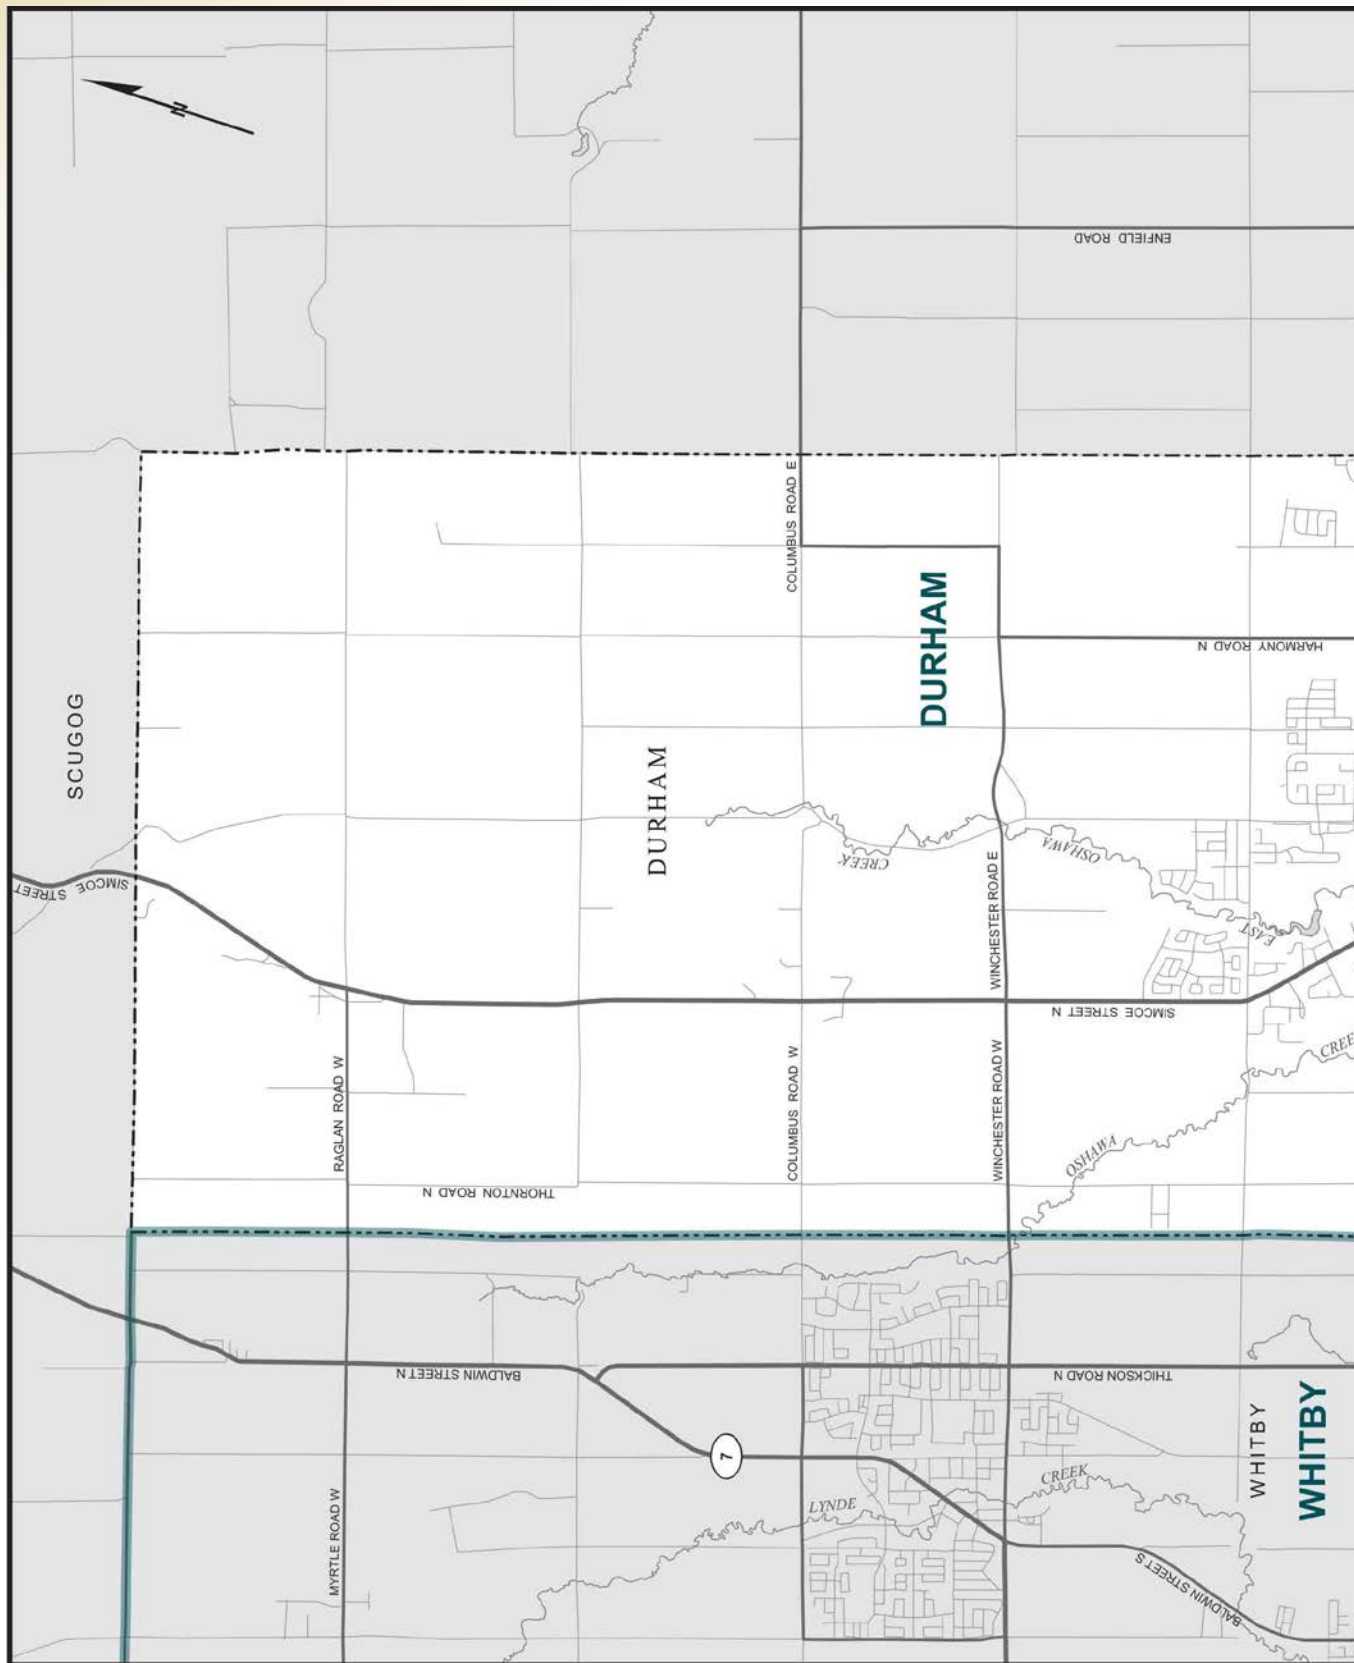 N
ENFIELD ROAD
COLUMBUS ROAD E
DURHAM
HARMONY ROAD N
SCUGOG
DURHAM
CREEK
OSHAWA
EAST
SIMCOE STREET
WINCHESTER ROAD E
SIMCOE STREET N
RAGLAN ROAD W
COLUMBUS ROAD W
WINCHESTER ROAD W
OSHAWA
CREE
THORNTON ROAD N
BALDWIN STREET N
THICKSON ROAD N
7
WHITBY
WHITBY
MYRTLE ROAD W
LYNDE
CREEK
BALDWIN STREET S